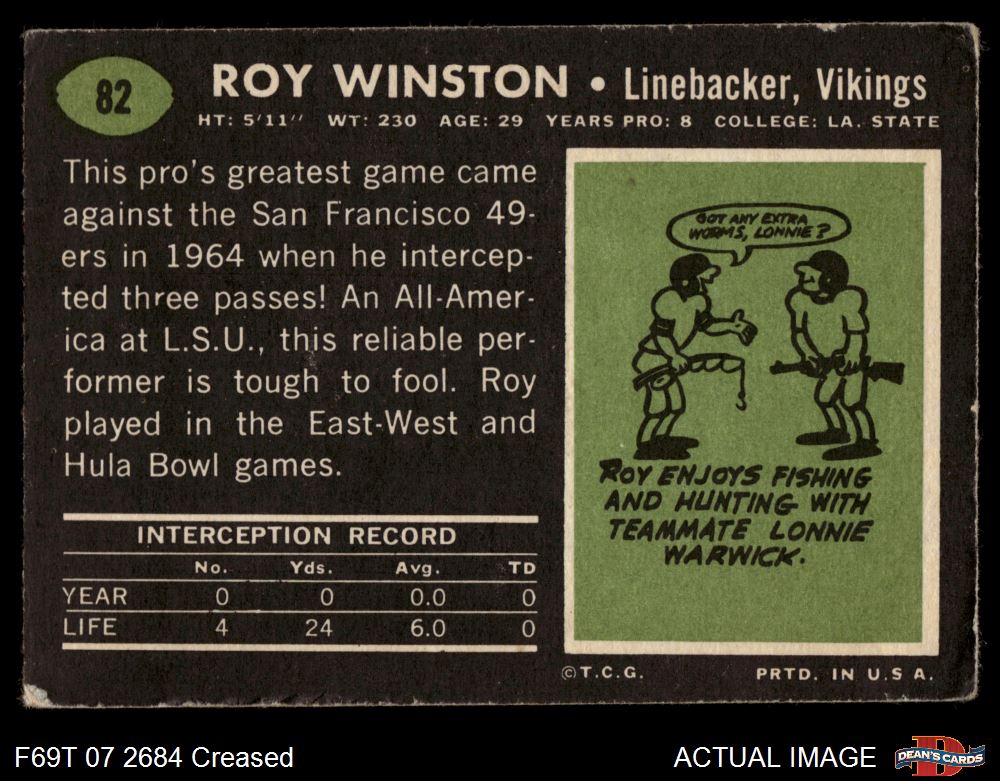 82
ROY WINSTON • Linebacker, Vikings
HT: 5'11" WT: 230 AGE: 29 YEARS PRO: 8 COLLEGE: LA. STATE
This pro's greatest game came
against the San Francisco 49-
ers in 1964 when he intercep-
ted three passes! An All-Amer-
ica at L.S.U., this reliable per-
former is tough to fool. Roy
played in the East-West and
Hula Bowl games.
INTERCEPTION RECORD
No. Yds. Avg. TD
YEAR 0 0 0.0 0
LIFE 4 24 6.0 0
GOT ANY EXTRA
WORMS, LONNIE?
ROY ENJOYS FISHING
AND HUNTING WITH
TEAMMATE LONNIE
WARWICK.
©T.C.G. PRTD. IN U.S.A.
F69T 07 2684 Creased
ACTUAL IMAGE
D
DEAN'S CARDS